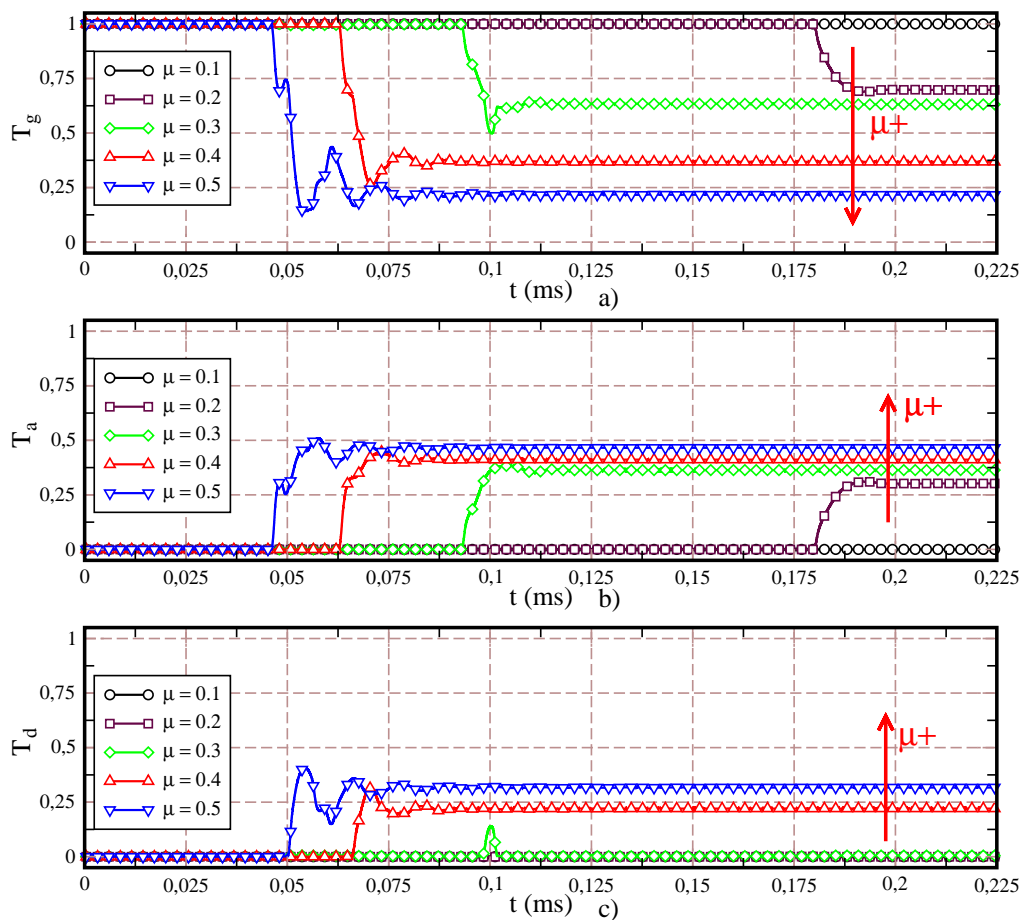 1
0,75
0,5
0,25
0
T_g
μ = 0.1
μ = 0.2
μ = 0.3
μ = 0.4
μ = 0.5
μ+
0 0,025 0,05 0,075 0,1 0,125 0,15 0,175 0,2 0,225
t (ms)
a)
1
0,75
0,5
0,25
0
T_a
μ = 0.1
μ = 0.2
μ = 0.3
μ = 0.4
μ = 0.5
μ+
0 0,025 0,05 0,075 0,1 0,125 0,15 0,175 0,2 0,225
t (ms)
b)
1
0,75
0,5
0,25
0
T_d
μ = 0.1
μ = 0.2
μ = 0.3
μ = 0.4
μ = 0.5
μ+
0 0,025 0,05 0,075 0,1 0,125 0,15 0,175 0,2 0,225
t (ms)
c)